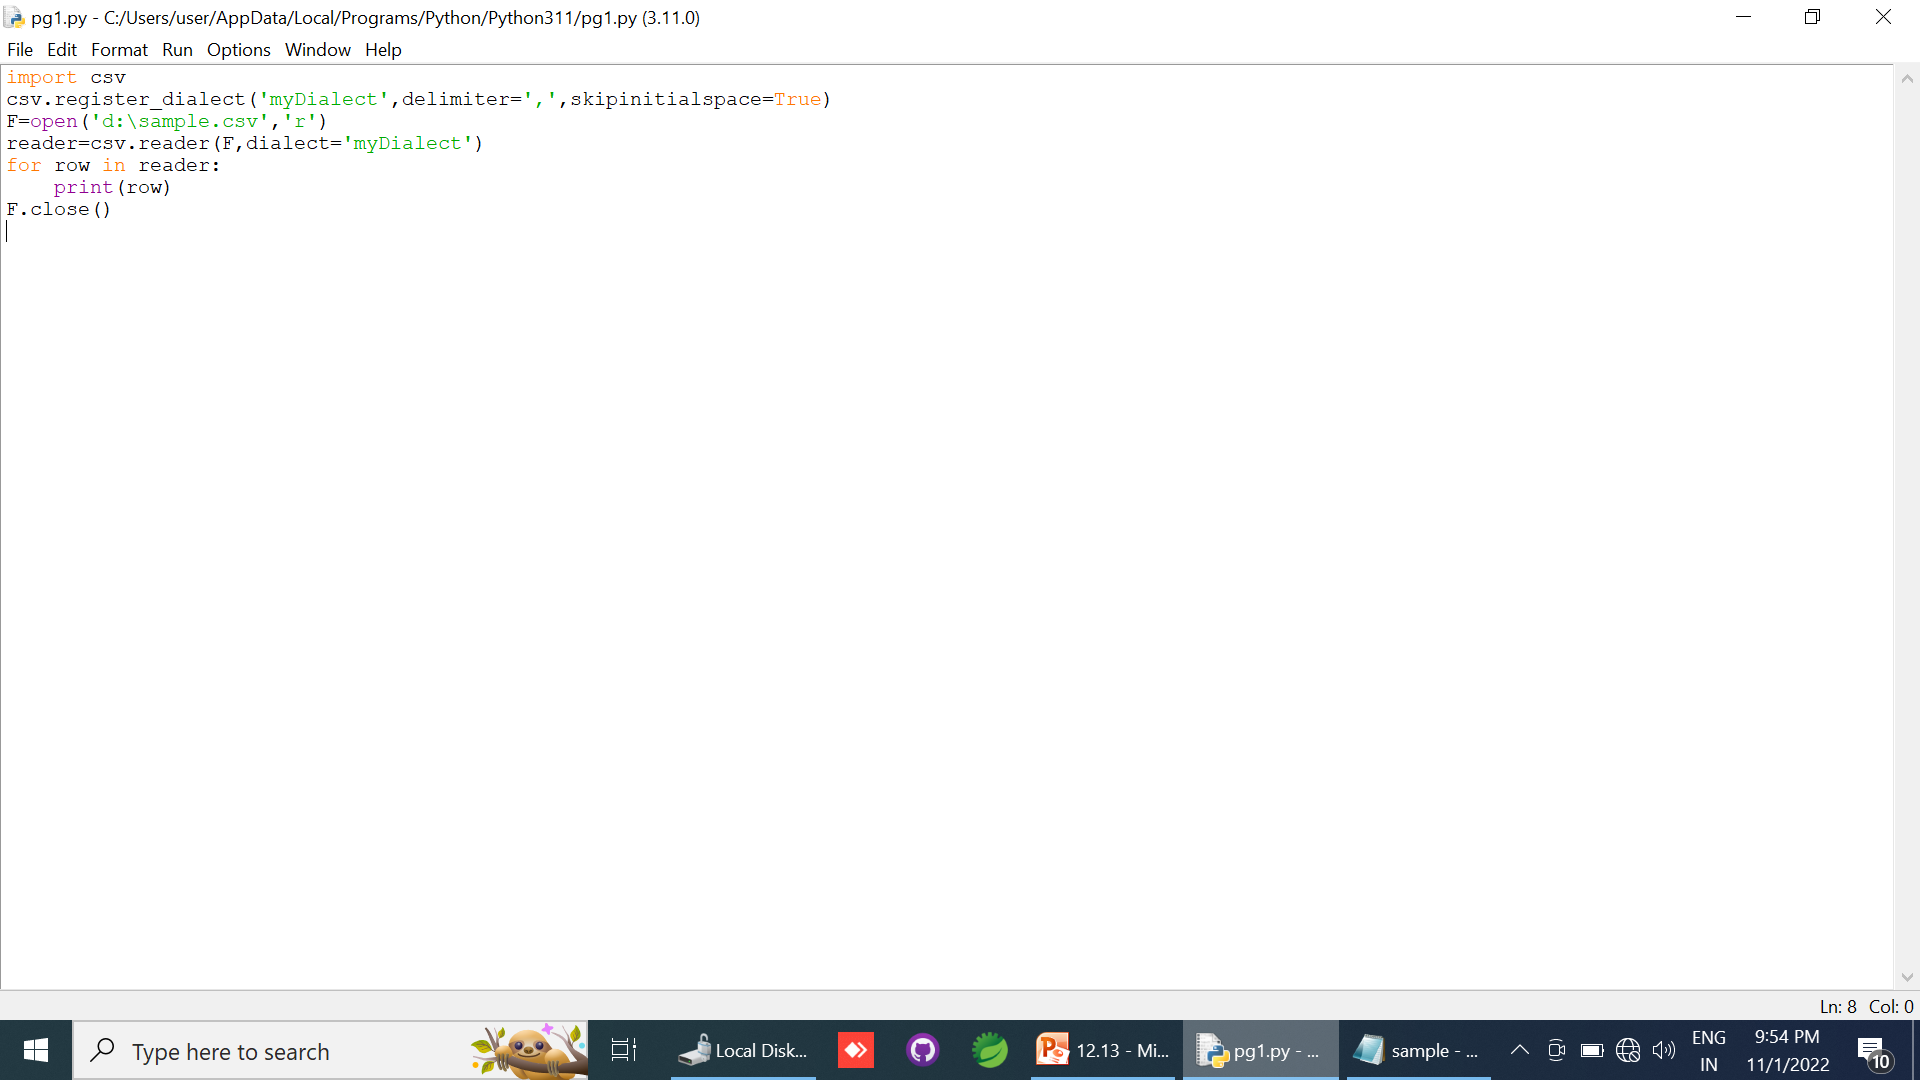 pg1.py - C:/Users/user/AppData/Local/Programs/Python/Python311/pg1.py (3.11.0)
File Edit Format Run Options Window Help
import csv
csv.register_dialect('myDialect',delimiter=',',skipinitialspace=True)
F=open('d:\sample.csv','r')
reader=csv.reader(F,dialect='myDialect')
for row in reader:
    print(row)
F.close()
Ln: 8 Col: 0
Type here to search
Local Disk...
12.13 - Mi...
pg1.py - ...
sample - ...
ENG
IN
9:54 PM
11/1/2022
10